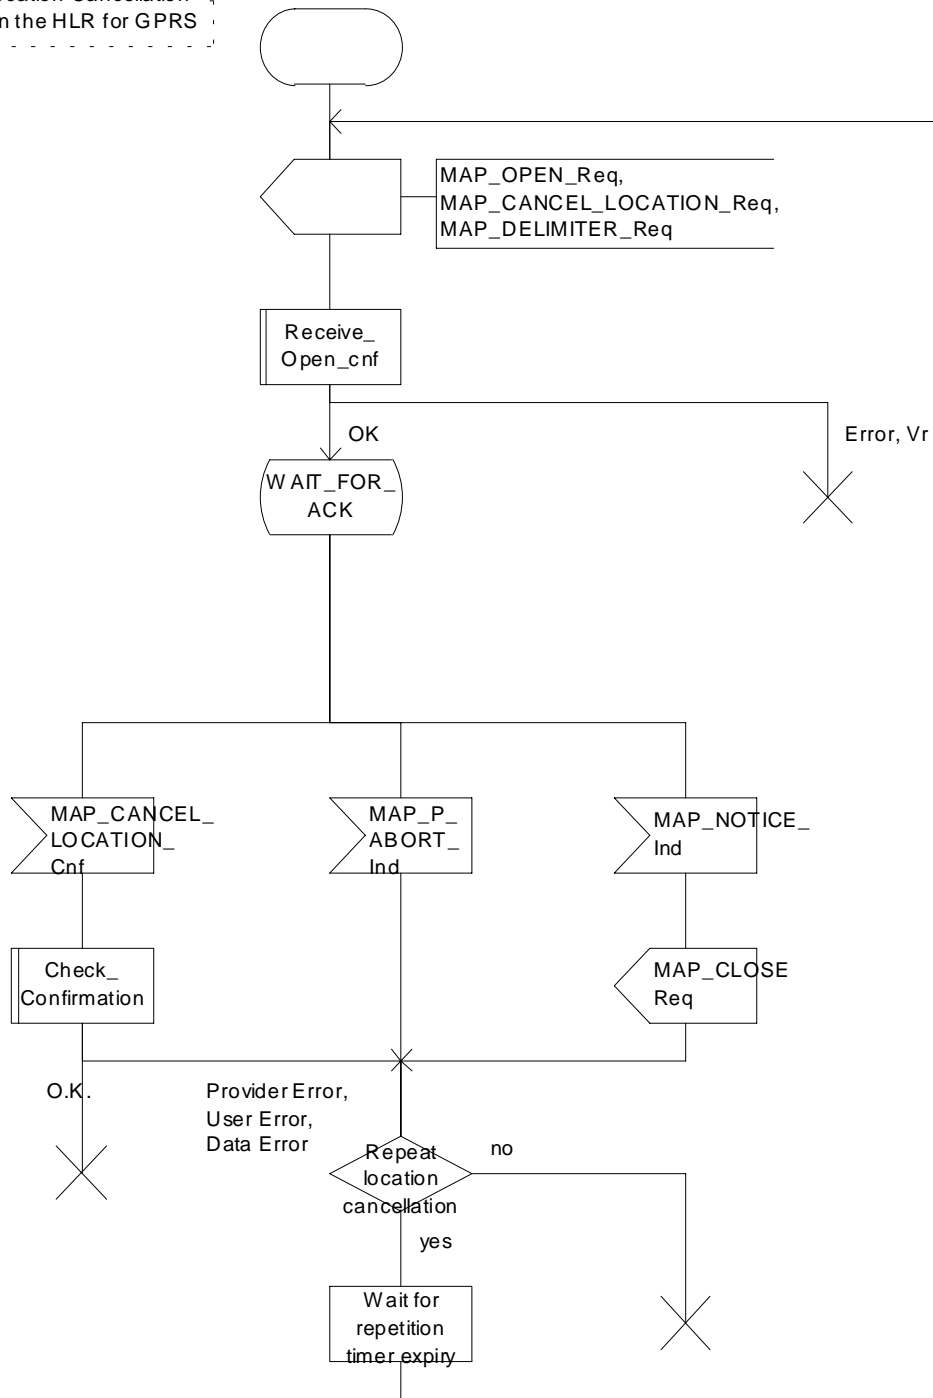 n the HLR for GPRS
MAP_OPEN_Req,
MAP_CANCEL_LOCATION_Req,
MAP_DELIMITER_Req
Receive_
Open_cnf
OK
Error, Vr
WAIT_FOR_
ACK
MAP_CANCEL_
LOCATION_
Cnf
MAP_P_
ABORT_
Ind
MAP_NOTICE_
Ind
Check_
Confirmation
MAP_CLOSE
Req
O.K.
Provider Error,
User Error,
Data Error
Repeat
location
cancellation
no
yes
Wait for
repetition
timer expiry